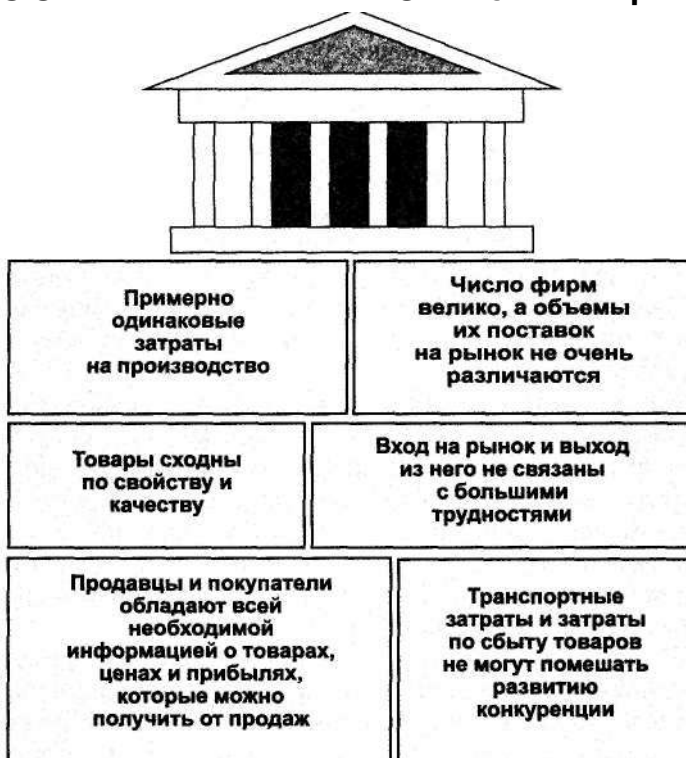 Примерно
одинаковые
затраты
на производство
Число фирм
велико, а объемы
их поставок
на рынок не очень
различаются
Товары сходны
по свойству и
качеству
Вход на рынок и выход
из него не связаны
с большими
трудностями
Продавцы и покупатели
обладают всей
необходимой
информацией о товарах,
ценах и прибылях,
которые можно
получить от продаж
Транспортные
затраты и затраты
по сбыту товаров
не могут помешать
развитию
конкуренции